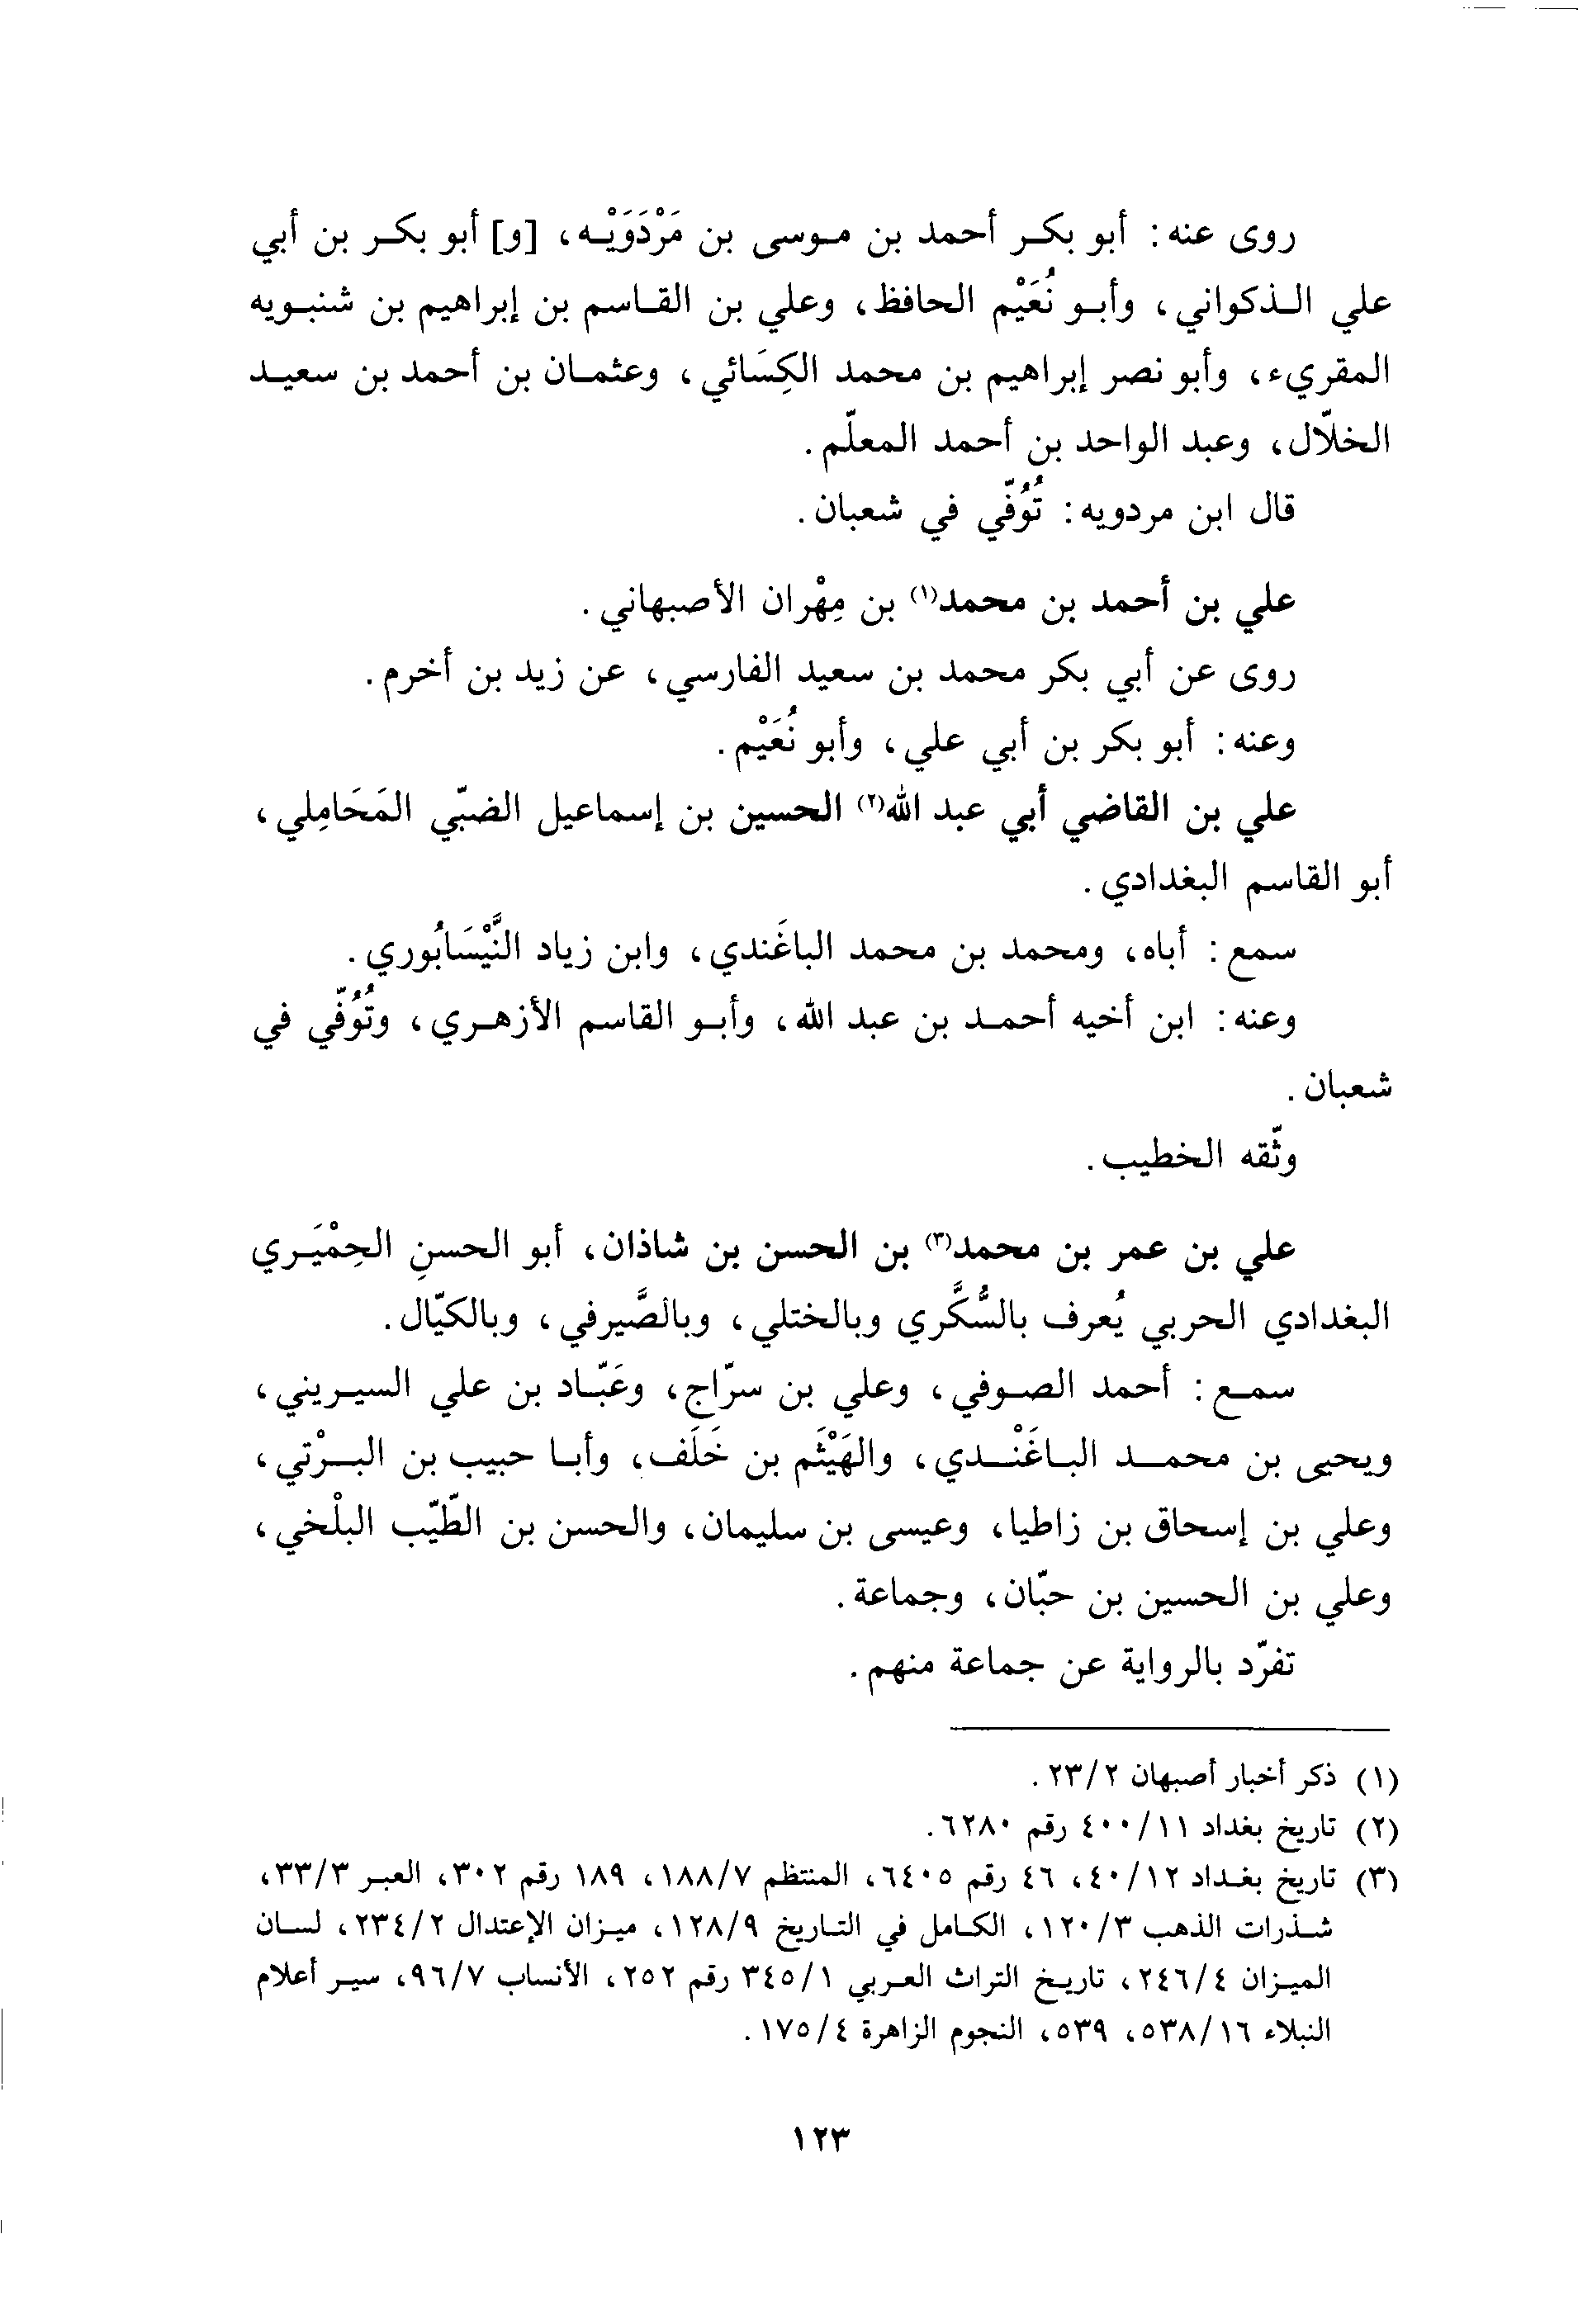 روى عنه: أبو بكر أحمد بن موسى بن مَرْدَوَيْه، [و] أبو بكر بن أبي
علي الذكواني، وأبو نُعَيْم الحافظ، وعلي بن القاسم بن إبراهيم بن شنبويه
المقريء، وأبو نصر إبراهيم بن محمد الكِسَائي، وعثمان بن أحمد بن سعيد
الخلّال، وعبد الواحد بن أحمد المعلّم.
قال ابن مردويه: تُوُفّي في شعبان.
علي بن أحمد بن محمد(١) بن مِهْران الأصبهاني.
روى عن أبي بكر محمد بن سعيد الفارسي، عن زيد بن أخرم.
وعنه: أبو بكر بن أبي علي، وأبو نُعَيْم.
علي بن القاضي أبي عبد الله(٢) الحسين بن إسماعيل الضبّي المَحَامِلي،
أبو القاسم البغدادي.
سمع: أباه، ومحمد بن محمد الباغَندي، وابن زياد النَّيْسَابُوري.
وعنه: ابن أخيه أحمد بن عبد الله، وأبو القاسم الأزهري، وتُوُفّي في
شعبان.
وثّقه الخطيب.
علي بن عمر بن محمد(٣) بن الحسن بن شاذان، أبو الحسنِ الحِمْيَري
البغدادي الحربي يُعرف بالسُّكَّري وبالختلي، وبالصَّيرفي، وبالكيّال.
سمع: أحمد الصوفي، وعلي بن سرّاج، وعَبّاد بن علي السيريني،
ويحيى بن محمد الباغَنْدي، والهَيْثَم بن خَلَف، وأبا حبيب بن البرْتي،
وعلي بن إسحاق بن زاطيا، وعيسى بن سليمان، والحسن بن الطّيّب البلْخي،
وعلي بن الحسين بن حبّان، وجماعة.
تفرّد بالرواية عن جماعة منهم.
(١) ذكر أخبار أصبهان ٢/٢٣.
(٢) تاريخ بغداد ١١/٤٠٠ رقم ٦٢٨٠.
(٣) تاريخ بغداد ١٢/٤٠، ٤٦ رقم ٦٤٠٥، المنتظم ٧/١٨٨، ١٨٩ رقم ٣٠٢، العبر ٣/٣٣،
شذرات الذهب ٣/١٢٠، الكامل في التاريخ ٩/١٢٨، ميزان الإعتدال ٢/٢٣٤، لسان
الميزان ٤/٢٤٦، تاريخ التراث العربي ١/٣٤٥ رقم ٢٥٢، الأنساب ٧/٩٦، سير أعلام
النبلاء ١٦/٥٣٨، ٥٣٩، النجوم الزاهرة ٤/١٧٥.
١٢٣